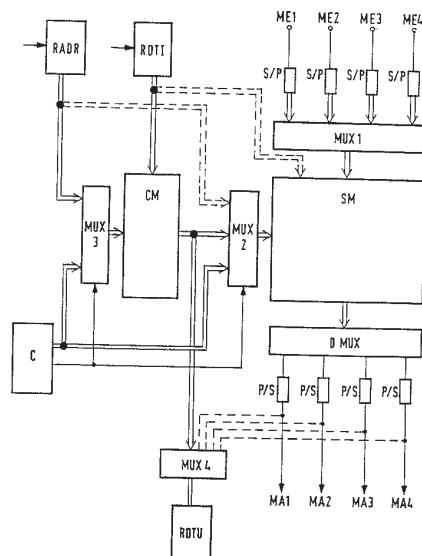 ME1 ME2 ME3 ME4
RADR
RDTI
S/P S/P S/P S/P
MUX 1
CM
SM
MUX
3
MUX
2
C
D MUX
P/S P/S P/S P/S
MUX 4
MA1 MA2 MA3 MA4
RDTU